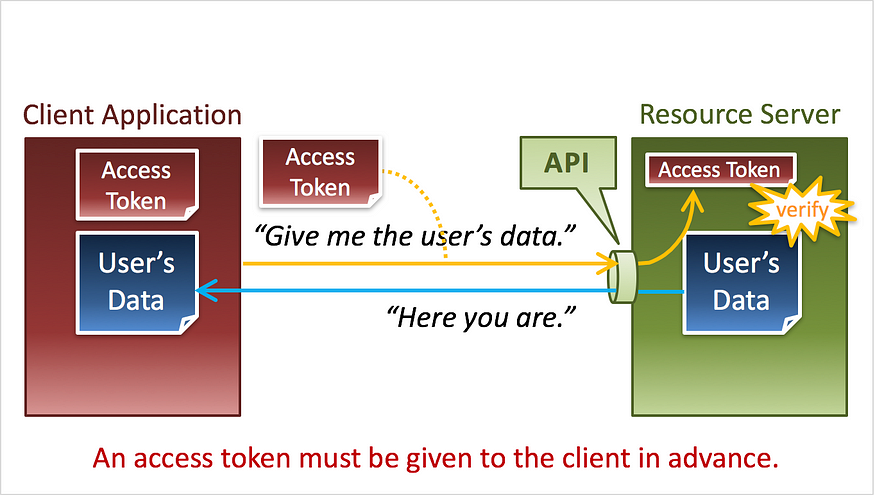 Client Application
Resource Server
Access
Token
Access
Token
API
Access Token
verify
“Give me the user’s data.”
User’s
Data
User’s
Data
“Here you are.”
An access token must be given to the client in advance.